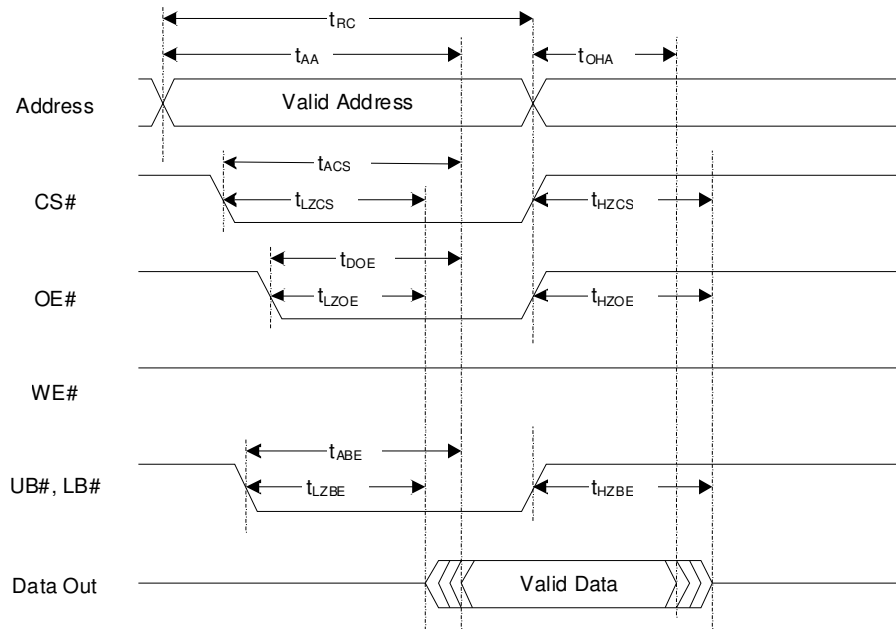 tRC
tAA
tOHA
Address
Valid Address
tACS
CS#
tLZCS
tHZCS
tDOE
OE#
tLZOE
tHZOE
WE#
tABE
UB#, LB#
tLZBE
tHZBE
Data Out
Valid Data